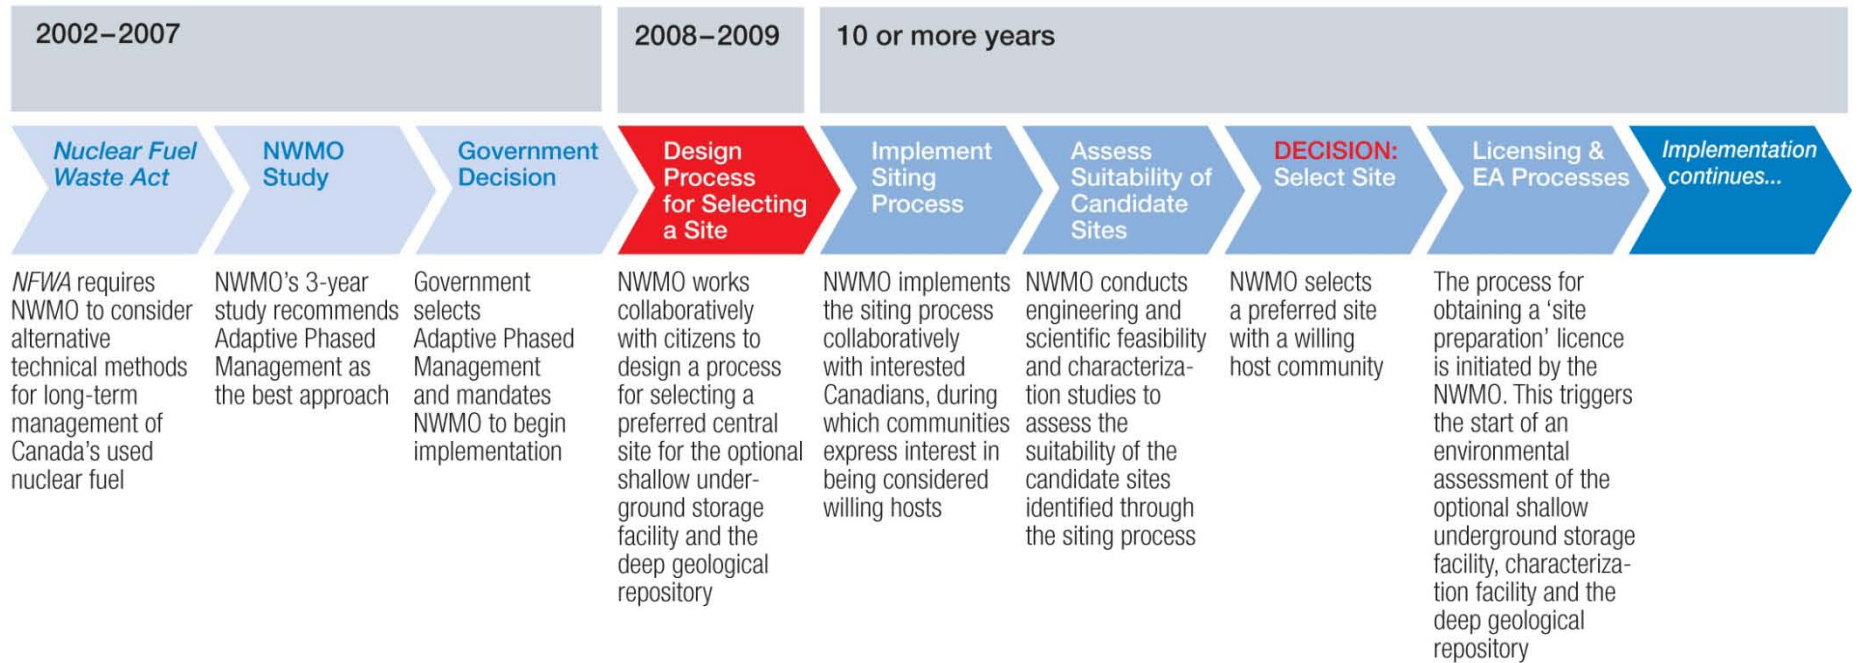 2002–2007
2008–2009
10 or more years
Nuclear Fuel
Waste Act
NWMO
Study
Government
Decision
Design
Process
for Selecting
a Site
Implement
Siting
Process
Assess
Suitability of
Candidate
Sites
DECISION:
Select Site
Licensing &
EA Processes
Implementation
continues...
NFWA requires
NWMO to consider
alternative
technical methods
for long-term
management of
Canada's used
nuclear fuel
NWMO's 3-year
study recommends
Adaptive Phased
Management as
the best approach
Government
selects
Adaptive Phased
Management
and mandates
NWMO to begin
implementation
NWMO works
collaboratively
with citizens to
design a process
for selecting a
preferred central
site for the optional
shallow under-
ground storage
facility and the
deep geological
repository
NWMO implements
the siting process
collaboratively
with interested
Canadians, during
which communities
express interest in
being considered
willing hosts
NWMO conducts
engineering and
scientific feasibility
and characteriza-
tion studies to
assess the
suitability of the
candidate sites
identified through
the siting process
NWMO selects
a preferred site
with a willing
host community
The process for
obtaining a ‘site
preparation’ licence
is initiated by the
NWMO. This triggers
the start of an
environmental
assessment of the
optional shallow
underground storage
facility, characteriza-
tion facility and the
deep geological
repository